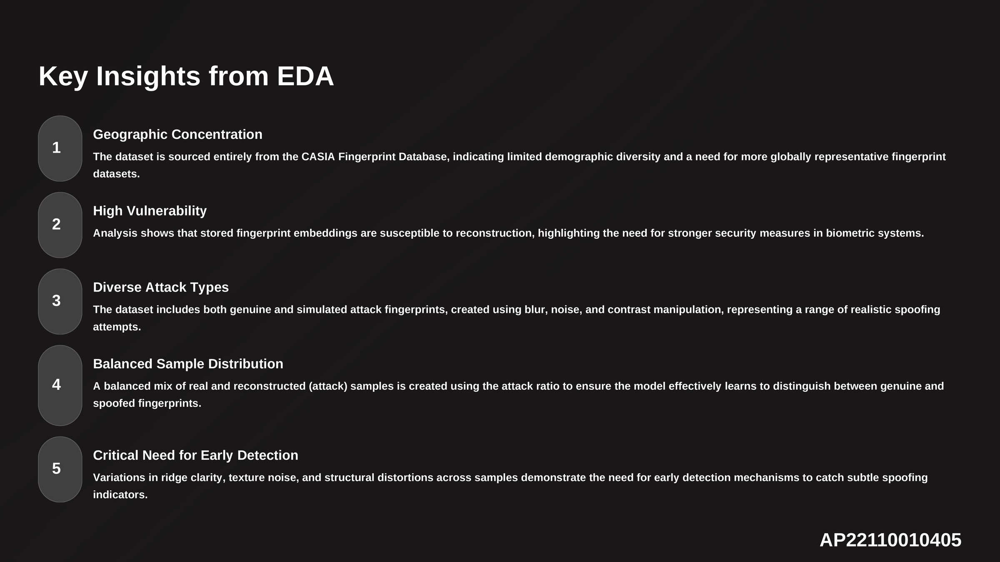 Key Insights from EDA
1
Geographic Concentration
The dataset is sourced entirely from the CASIA Fingerprint Database, indicating limited demographic diversity and a need for more globally representative fingerprint
datasets.
2
High Vulnerability
Analysis shows that stored fingerprint embeddings are susceptible to reconstruction, highlighting the need for stronger security measures in biometric systems.
3
Diverse Attack Types
The dataset includes both genuine and simulated attack fingerprints, created using blur, noise, and contrast manipulation, representing a range of realistic spoofing
attempts.
4
Balanced Sample Distribution
A balanced mix of real and reconstructed (attack) samples is created using the attack ratio to ensure the model effectively learns to distinguish between genuine and
spoofed fingerprints.
5
Critical Need for Early Detection
Variations in ridge clarity, texture noise, and structural distortions across samples demonstrate the need for early detection mechanisms to catch subtle spoofing
indicators.
AP22110010405